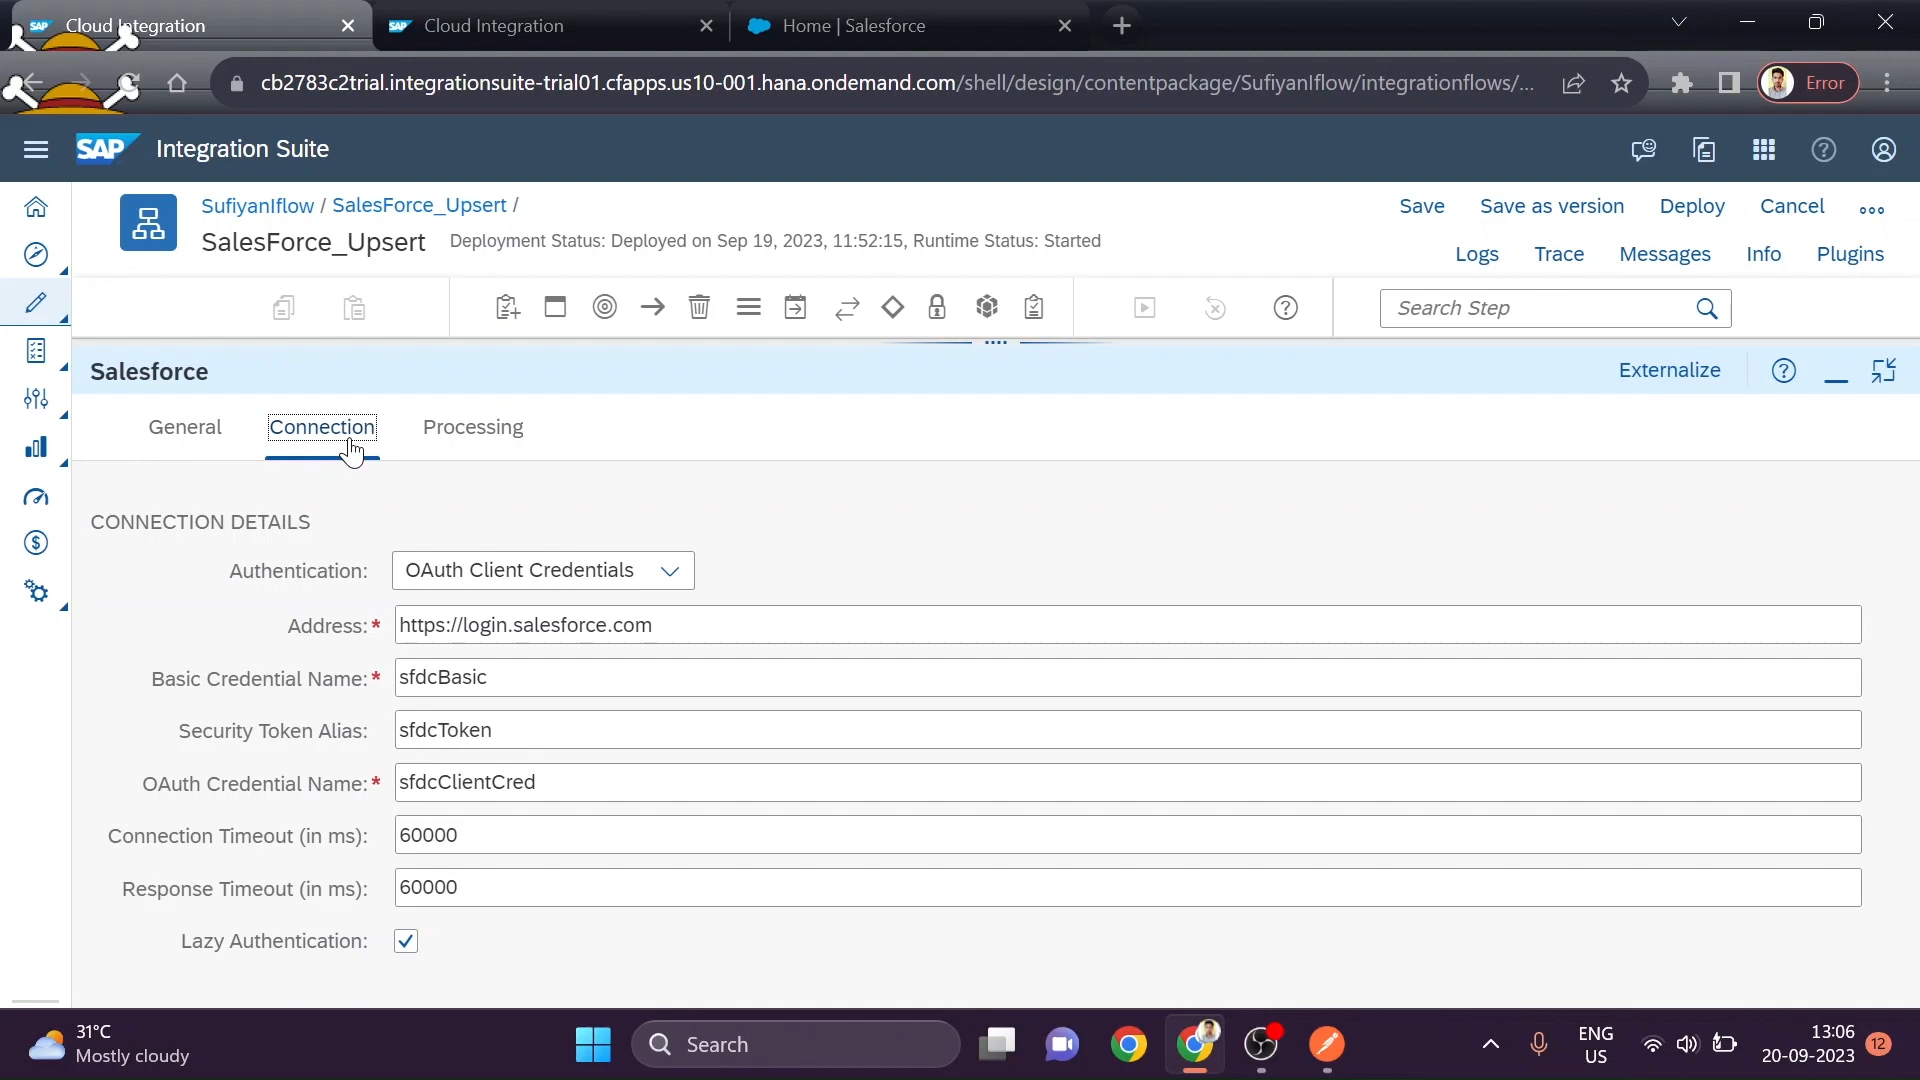 Cloud Integration
Cloud Integration
Home | Salesforce
cb2783c2trial.integrationsuite-trial01.cfapps.us10-001.hana.ondemand.com/shell/design/contentpackage/SufiyanIflow/integrationflows/...
Error
SAP Integration Suite
SufiyanIflow / SalesForce_Upsert /
Save Save as version Deploy Cancel
SalesForce_Upsert Deployment Status: Deployed on Sep 19, 2023, 11:52:15, Runtime Status: Started
Logs Trace Messages Info Plugins
Search Step
Salesforce
Externalize
General Connection Processing
CONNECTION DETAILS
Authentication: OAuth Client Credentials
Address:* https://login.salesforce.com
Basic Credential Name:* sfdcBasic
Security Token Alias: sfdcToken
OAuth Credential Name:* sfdcClientCred
Connection Timeout (in ms): 60000
Response Timeout (in ms): 60000
Lazy Authentication:
31°C
Mostly cloudy
Search
ENG
US
13:06
20-09-2023
12